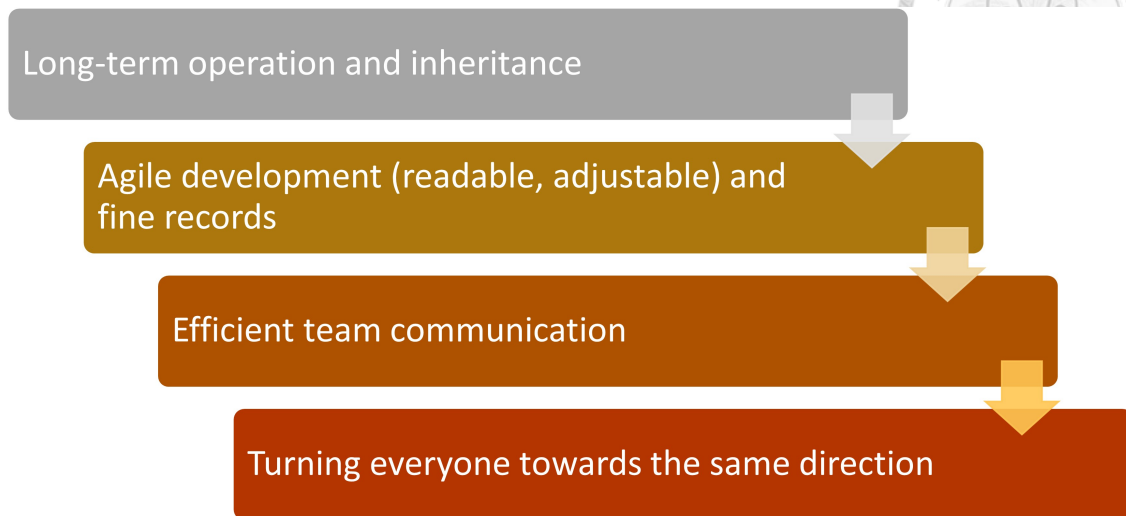 Long-term operation and inheritance
Agile development (readable, adjustable) and
fine records
Efficient team communication
Turning everyone towards the same direction